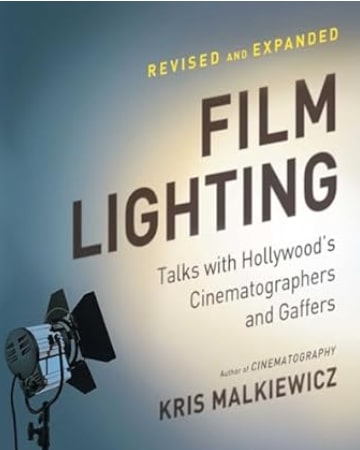 REVISED AND EXPANDED
FILM
LIGHTING
Talks with Hollywood's
Cinematographers
and Gaffers
Author of CINEMATOGRAPHY
KRIS MALKIEWICZ